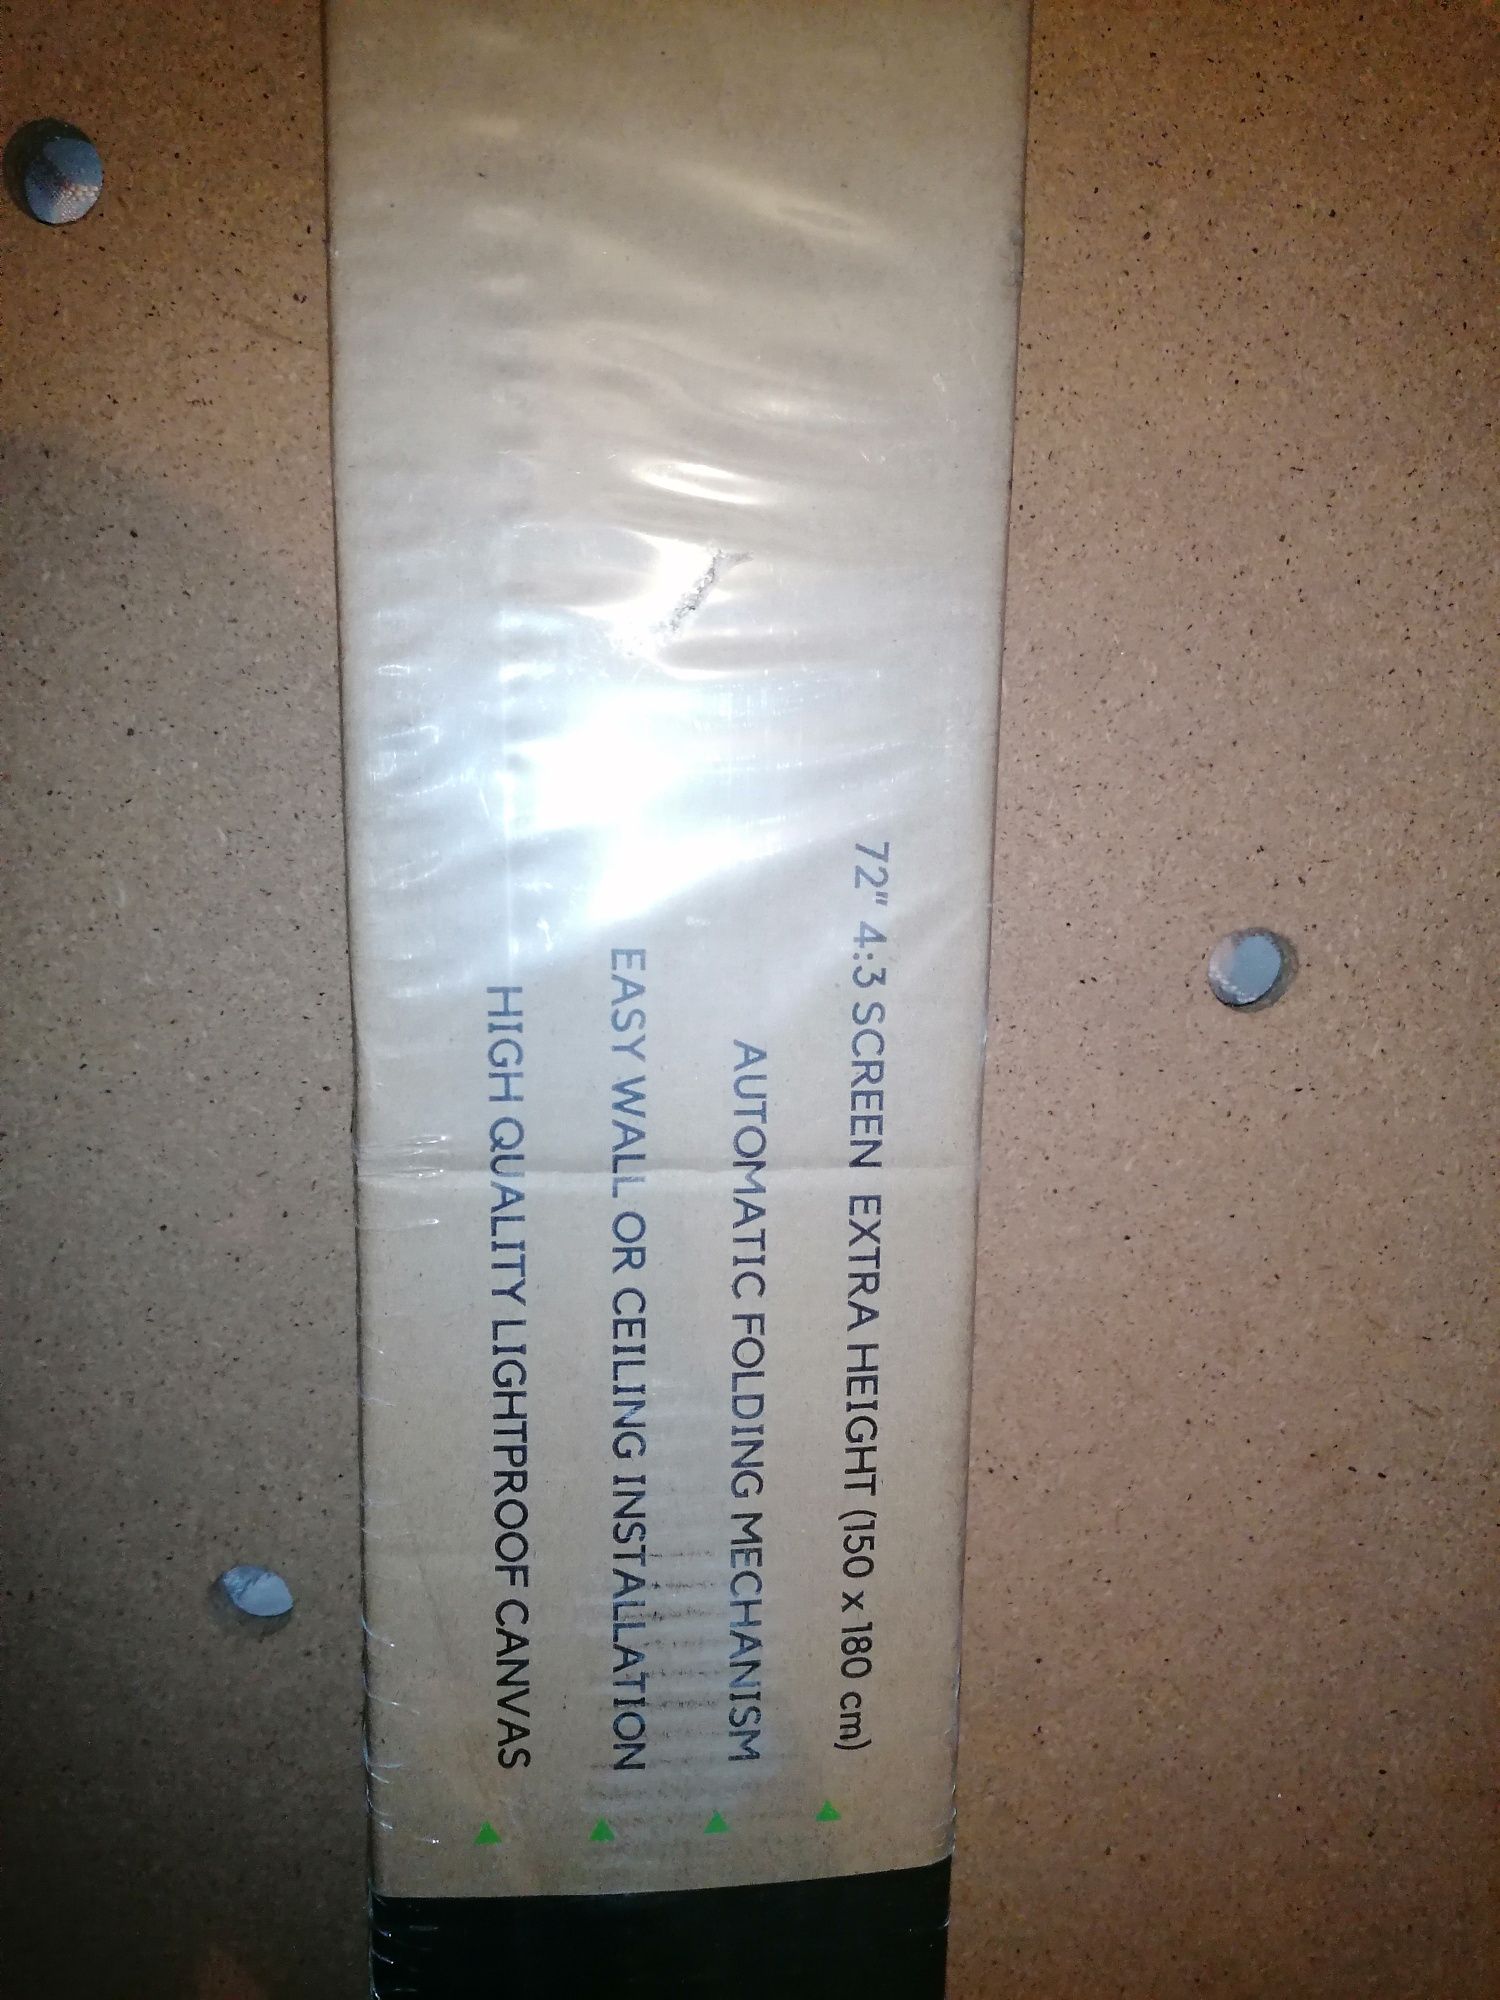 72" 4:3 SCREEN EXTRA HEIGHT (150 x 180 cm)
AUTOMATIC FOLDING MECHANISM
EASY WALL OR CEILING INSTALLATION
HIGH QUALITY LIGHTPROOF CANVAS